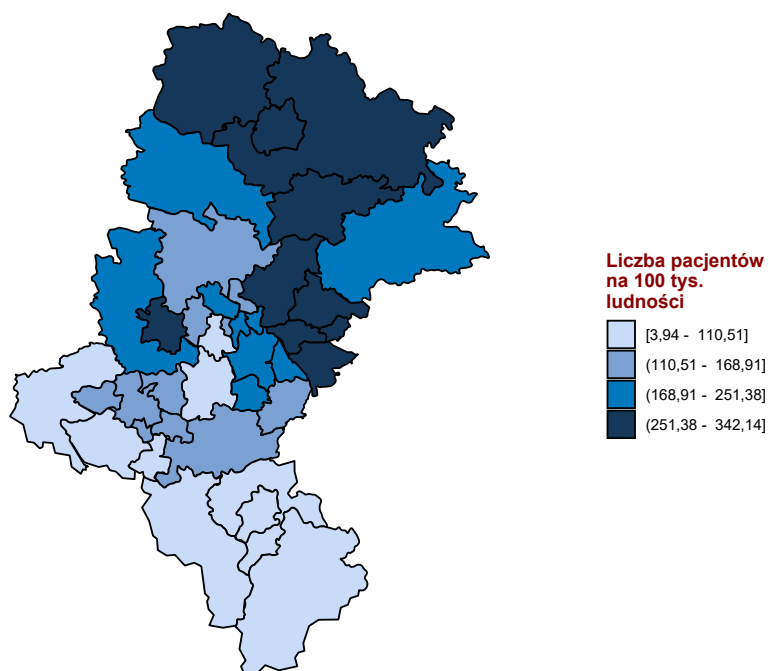 Liczba pacjentów
na 100 tys.
ludności
[3,94 - 110,51]
(110,51 - 168,91]
(168,91 - 251,38]
(251,38 - 342,14]